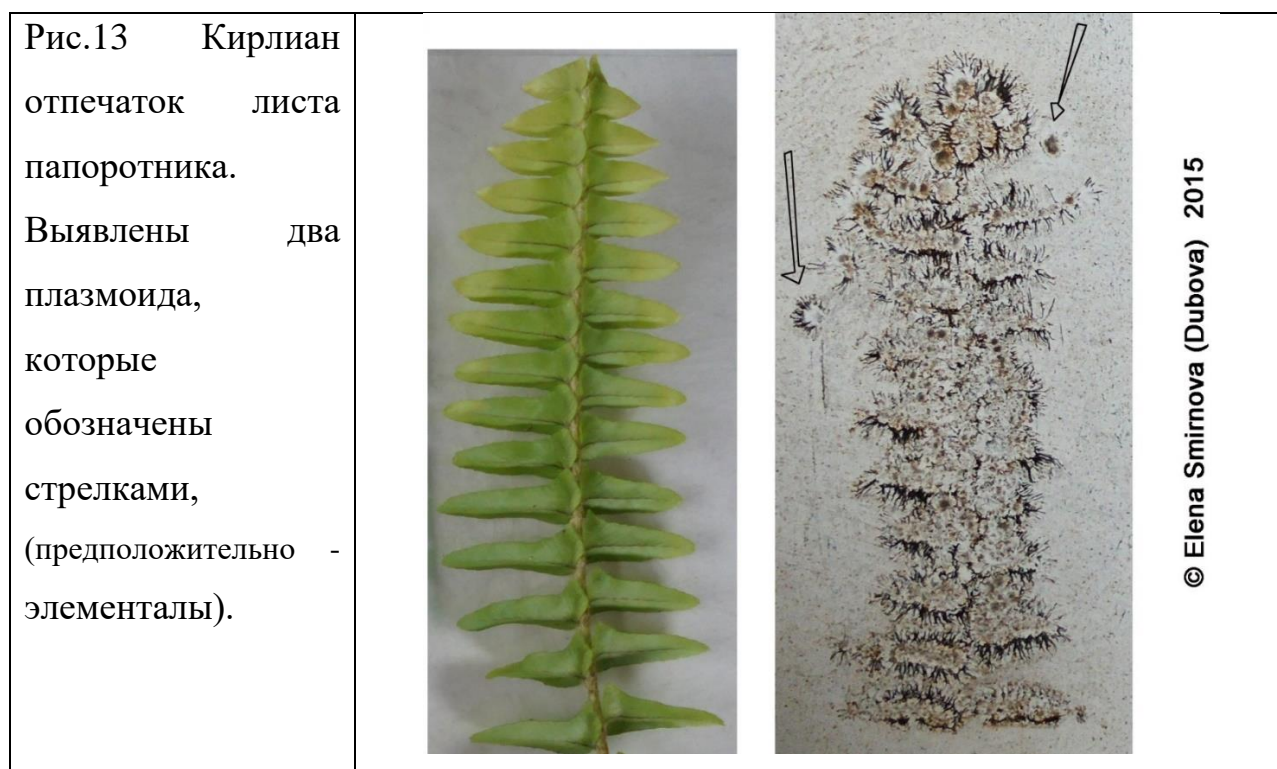 Рис.13 Кирлиан
отпечаток листа
папоротника.
Выявлены два
плазмоида,
которые
обозначены
стрелками,
(предположительно -
элементалы).
© Elena Smirnova (Dubova) 2015